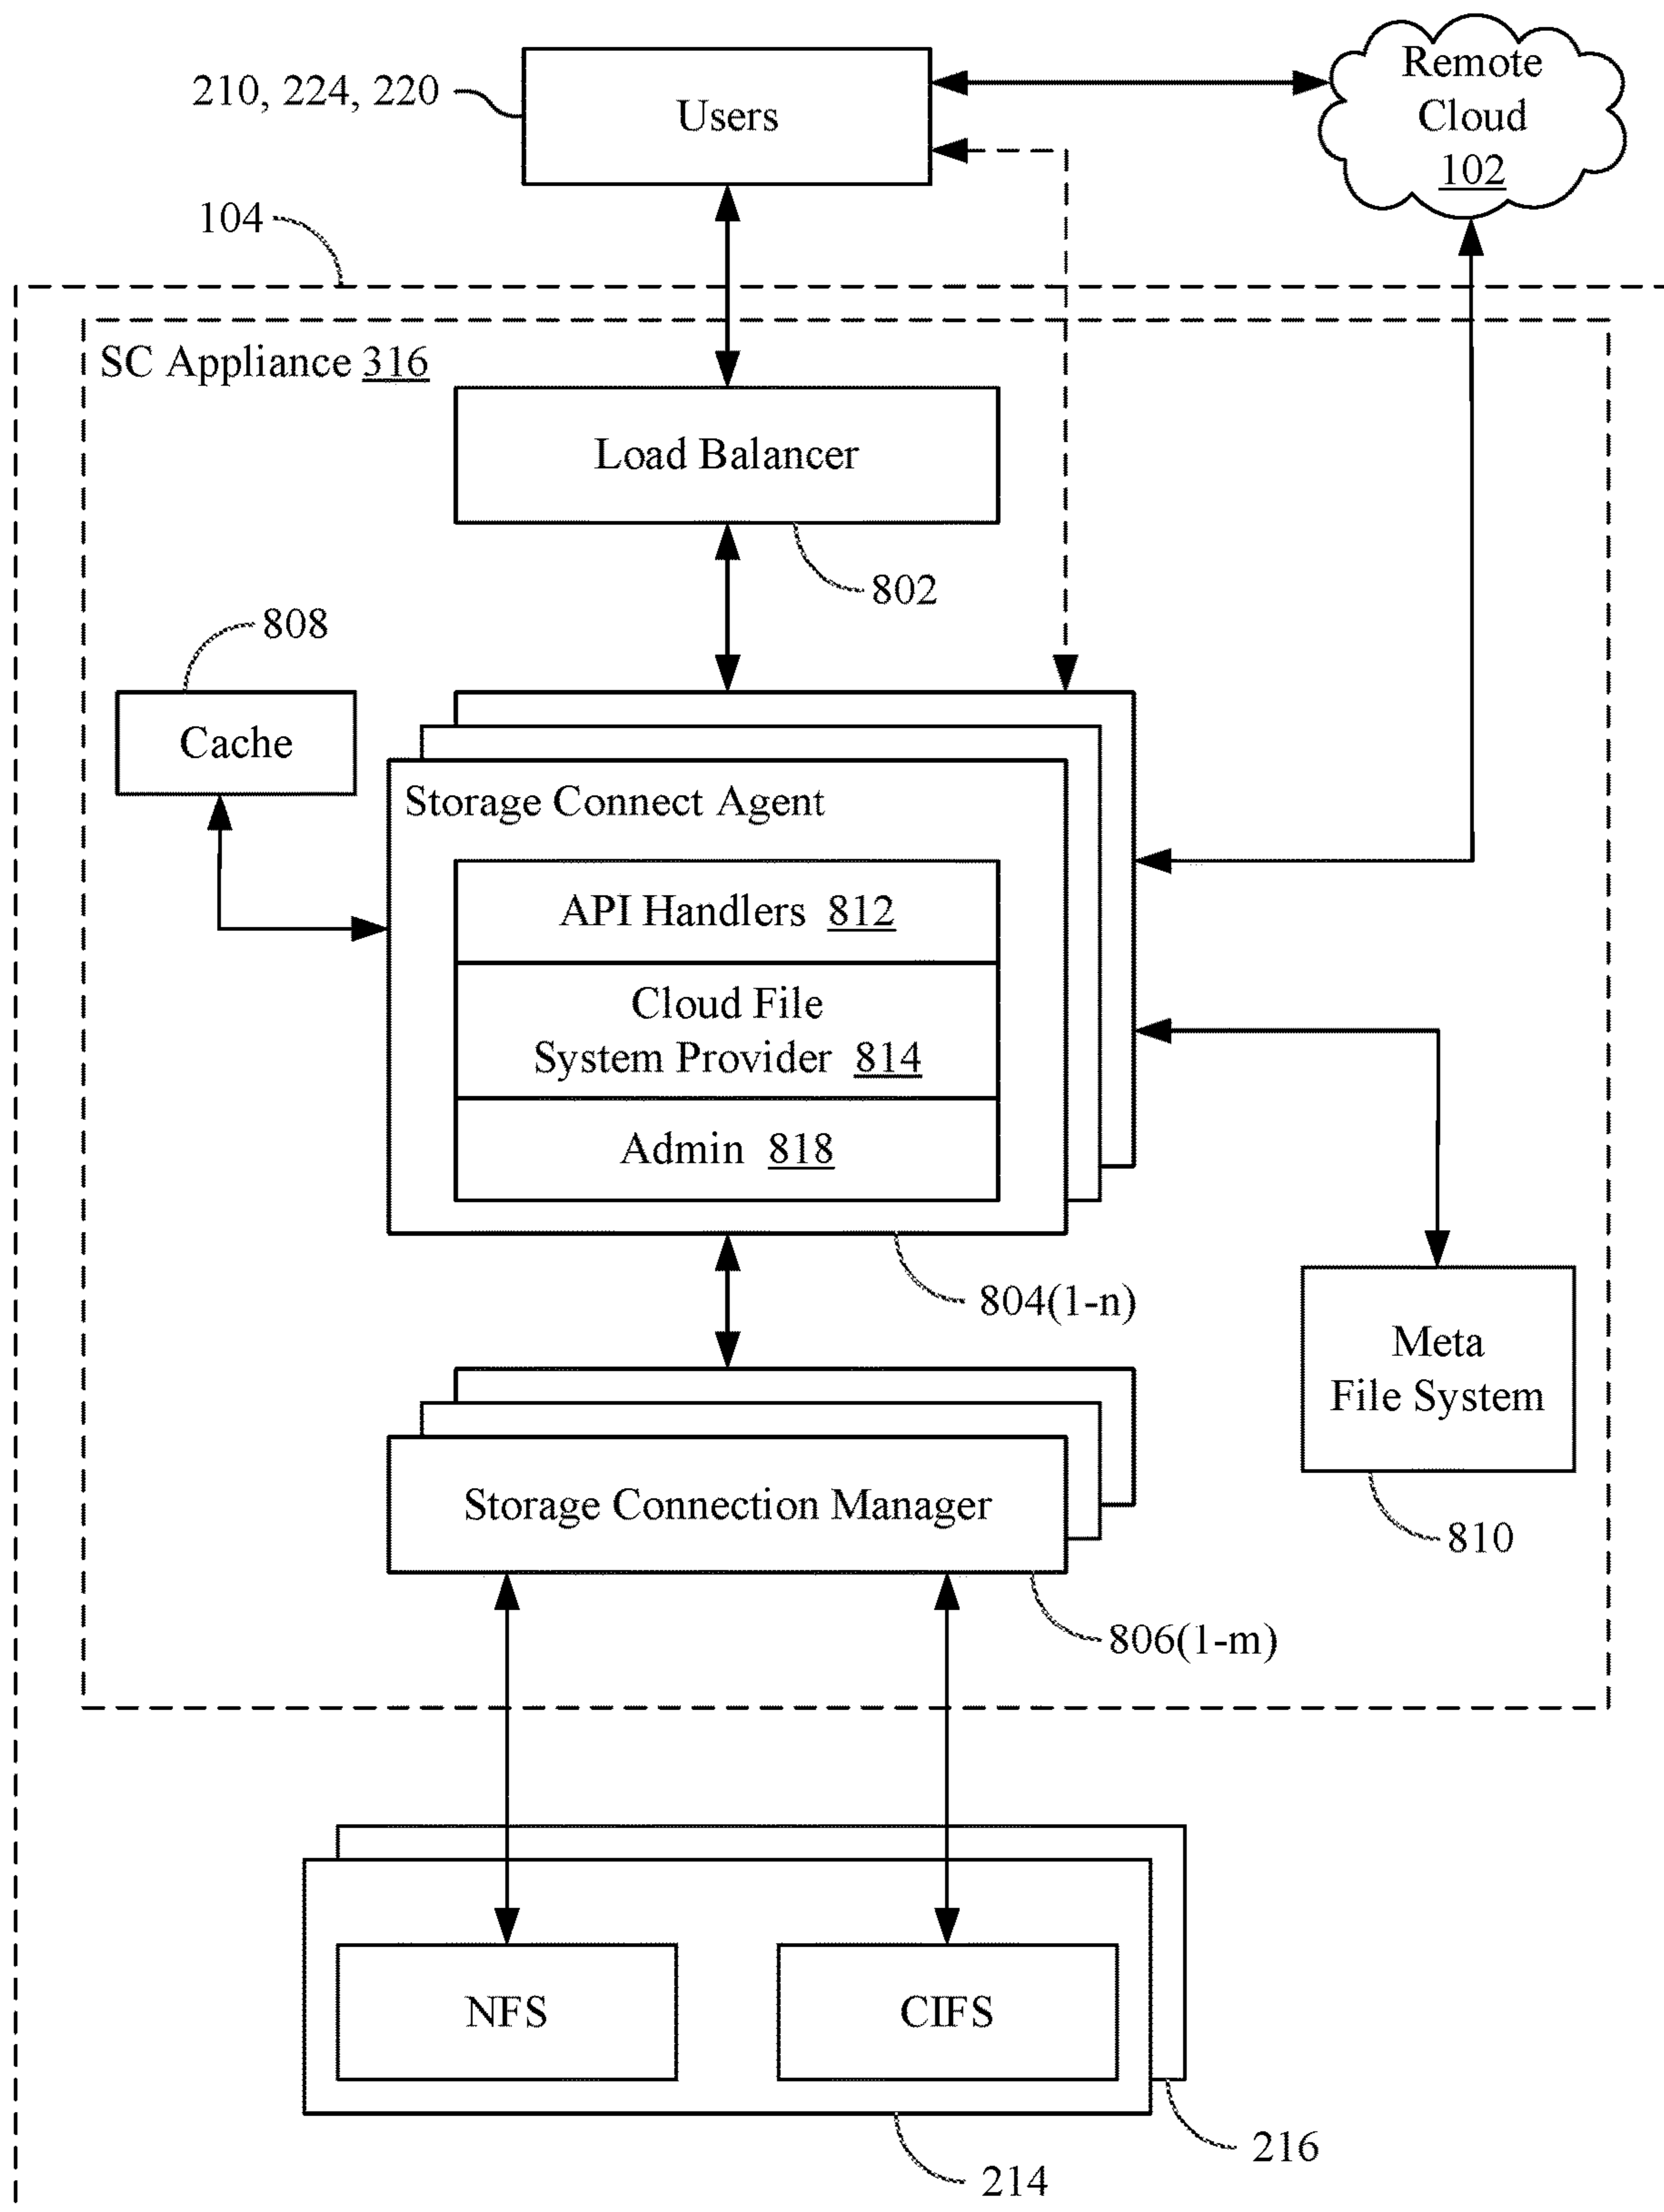 Remote
Cloud
102
210, 224, 220
Users
104
SC Appliance 316
Load Balancer
802
808
Cache
Storage Connect Agent
API Handlers 812
Cloud File
System Provider 814
Admin 818
804(1-n)
Meta
File System
810
Storage Connection Manager
806(1-m)
NFS
CIFS
216
214